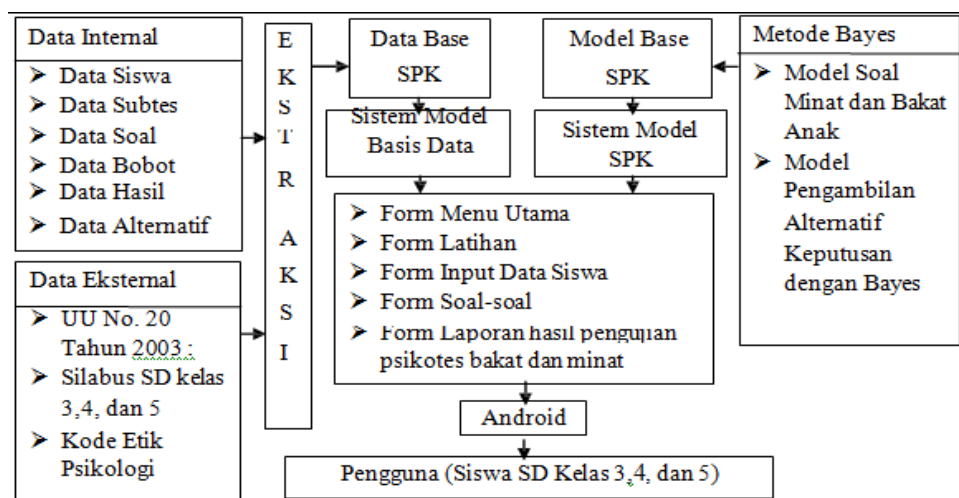 Data Internal
➤ Data Siswa
➤ Data Subtes
➤ Data Soal
➤ Data Bobot
➤ Data Hasil
➤ Data Alternatif
Data Eksternal
➤ UU No. 20
Tahun 2003 :
➤ Silabus SD kelas
3,4, dan 5
➤ Kode Etik
Psikologi
E
K
S
T
R
A
K
S
I
Data Base
SPK
Sistem Model
Basis Data
Model Base
SPK
Sistem Model
SPK
Metode Bayes
➤ Model Soal
Minat dan Bakat
Anak
➤ Model
Pengambilan
Alternatif
Keputusan
dengan Bayes
➤ Form Menu Utama
➤ Form Latihan
➤ Form Input Data Siswa
➤ Form Soal-soal
➤ Form Laporan hasil pengujian
psikotes bakat dan minat
Android
Pengguna (Siswa SD Kelas 3,4, dan 5)